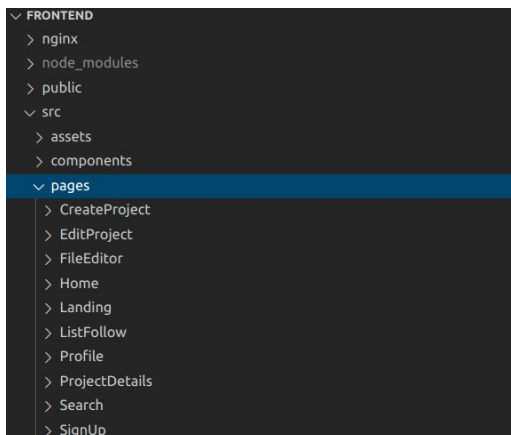 FRONTEND
nginx
node_modules
public
src
assets
components
pages
CreateProject
EditProject
FileEditor
Home
Landing
ListFollow
Profile
ProjectDetails
Search
SignUp